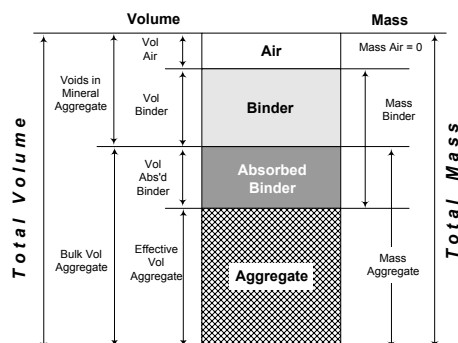 Volume
Mass
Total Volume
Voids in
Mineral
Aggregate
Bulk Vol
Aggregate
Vol
Air
Vol
Binder
Vol
Abs'd
Binder
Effective
Vol
Aggregate
Air
Binder
Absorbed
Binder
Aggregate
Mass Air = 0
Mass
Binder
Mass
Aggregate
Total Mass